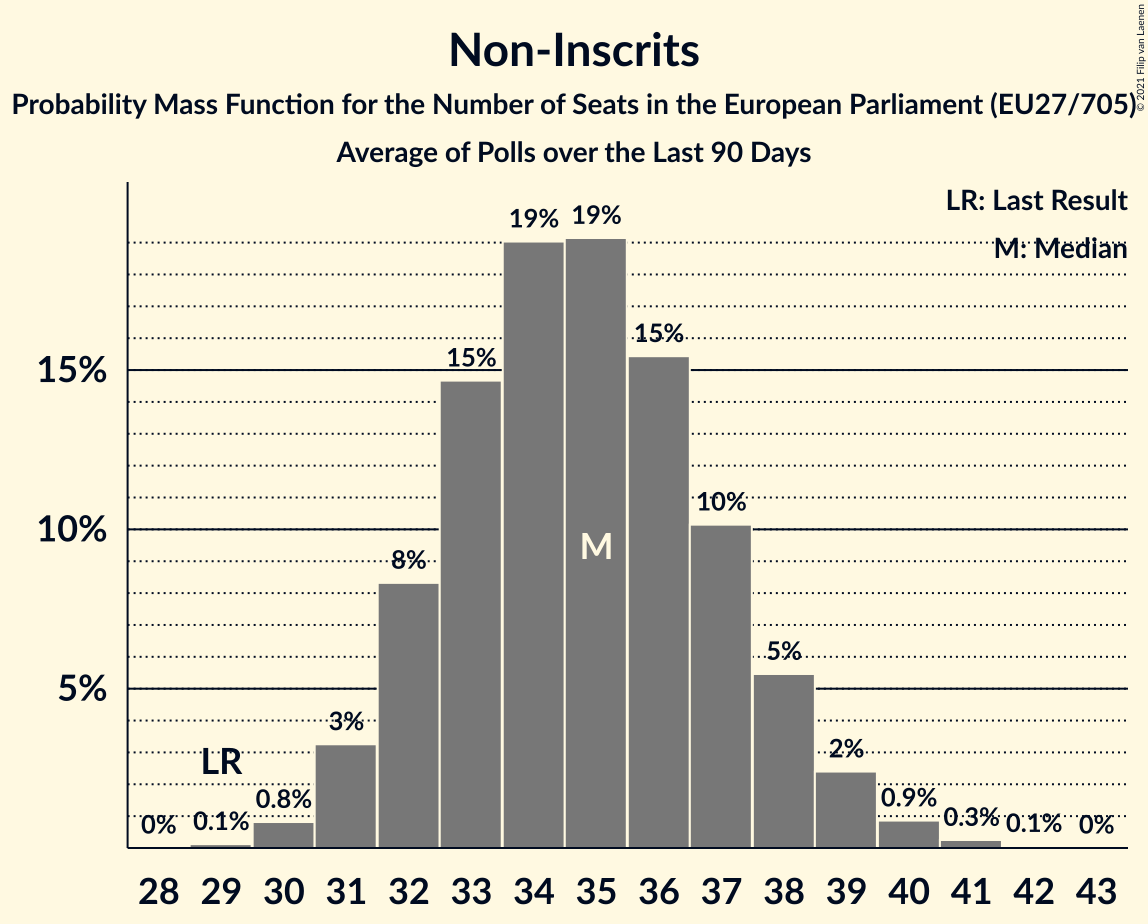 © 2021 Filip van Laenen
Non-Inscrits
Probability Mass Function for the Number of Seats in the European Parliament (EU27/705)
Average of Polls over the Last 90 Days
LR: Last Result
M: Median
19% 19%
15% 15%
15%
10%
10%
M
8%
5%
5%
3%
LR
2%
0% 0.1% 0.8% 0.9% 0.3% 0.1% 0%
28 29 30 31 32 33 34 35 36 37 38 39 40 41 42 43